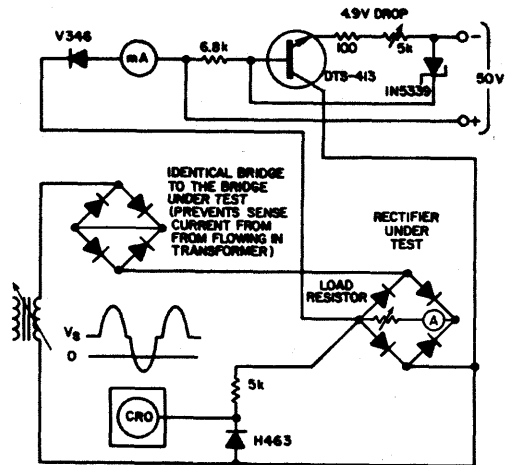 4.9V DROP
V346
mA
6.8k
100
5k
−
DTS-413
IN5339
50V
+
IDENTICAL BRIDGE
TO THE BRIDGE
UNDER TEST
(PREVENTS SENSE
CURRENT FROM
FROM FLOWING IN
TRANSFORMER)
RECTIFIER
UNDER
TEST
LOAD
RESISTOR
A
VS
0
5k
CRO
H463